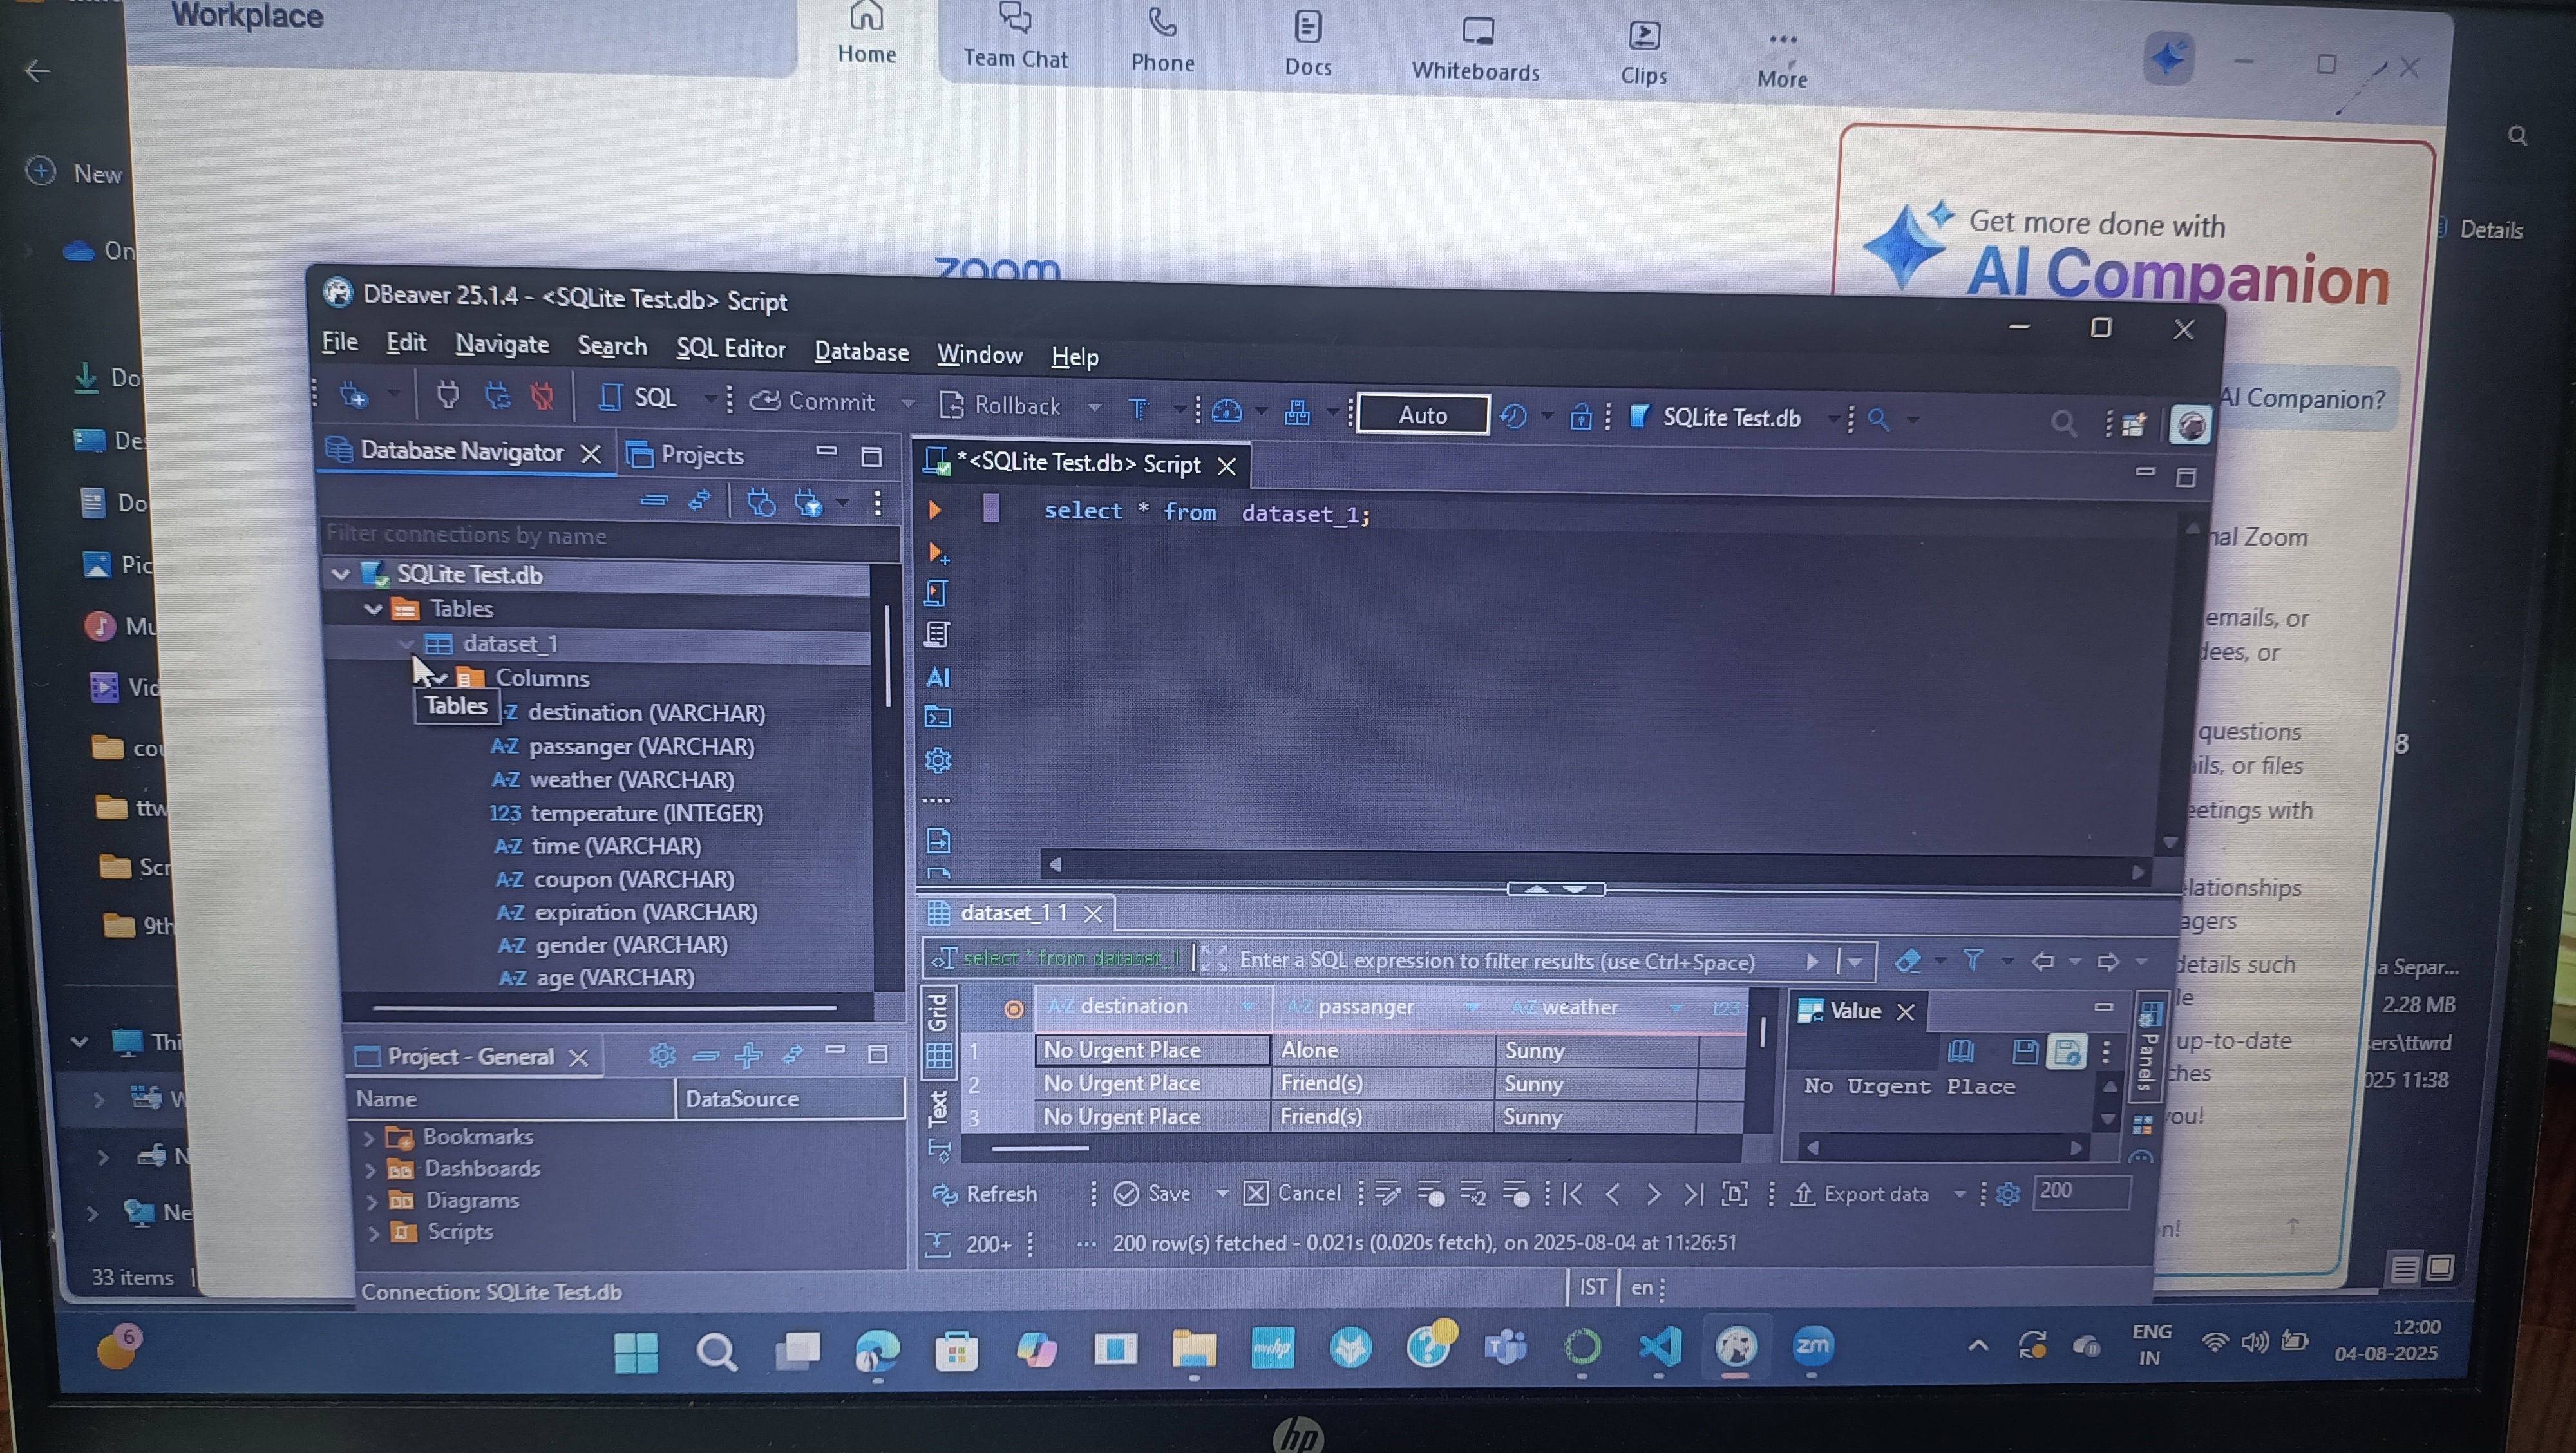 Workplace
Home
Team Chat
Phone
Docs
Whiteboards
Clips
More
New
On
Details
Get more done with
AI Companion
zoom
AI Companion?
DBeaver 25.1.4 - <SQLite Test.db> Script
File Edit Navigate Search SQL Editor Database Window Help
SQL Commit Rollback Auto SQLite Test.db
Database Navigator Projects
*<SQLite Test.db> Script
Filter connections by name
select * from dataset_1;
SQLite Test.db
Tables
dataset_1
Columns
Tables
destination (VARCHAR)
A-Z passanger (VARCHAR)
A-Z weather (VARCHAR)
123 temperature (INTEGER)
A-Z time (VARCHAR)
A-Z coupon (VARCHAR)
A-Z expiration (VARCHAR)
A-Z gender (VARCHAR)
A-Z age (VARCHAR)
AI
Do
De
Do
Pic
Mu
Vid
cou
ttw
Scr
9th
Thi
W
N
Ne
33 items
Zoom
emails, or
dees, or
questions
ils, or files
eetings with
elationships
agers
details such
le
up-to-date
ches
you!
n!
8
a Separ...
2.28 MB
ers\ttwrd
025 11:38
dataset_1 1
select * from dataset_1 Enter a SQL expression to filter results (use Ctrl+Space)
Grid
Text
A-Z destination A-Z passanger A-Z weather 123
1 No Urgent Place Alone Sunny
2 No Urgent Place Friend(s) Sunny
3 No Urgent Place Friend(s) Sunny
Value
No Urgent Place
Panels
Project - General
Name DataSource
Bookmarks
Dashboards
Diagrams
Scripts
Refresh Save Cancel Export data 200
200+ ... 200 row(s) fetched - 0.021s (0.020s fetch), on 2025-08-04 at 11:26:51
Connection: SQLite Test.db
IST en
6
myhp
zm
ENG
IN
12:00
04-08-2025
hp